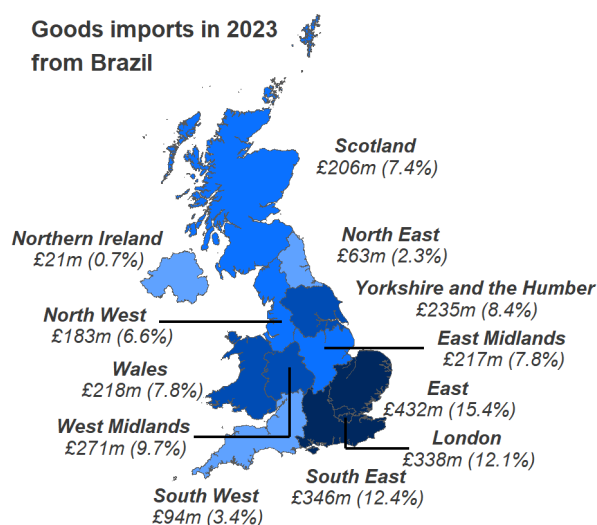 Goods imports in 2023
from Brazil
Scotland
£206m (7.4%)
Northern Ireland
£21m (0.7%)
North East
£63m (2.3%)
Yorkshire and the Humber
£235m (8.4%)
North West
£183m (6.6%)
East Midlands
£217m (7.8%)
Wales
£218m (7.8%)
East
£432m (15.4%)
West Midlands
£271m (9.7%)
London
£338m (12.1%)
South East
£346m (12.4%)
South West
£94m (3.4%)